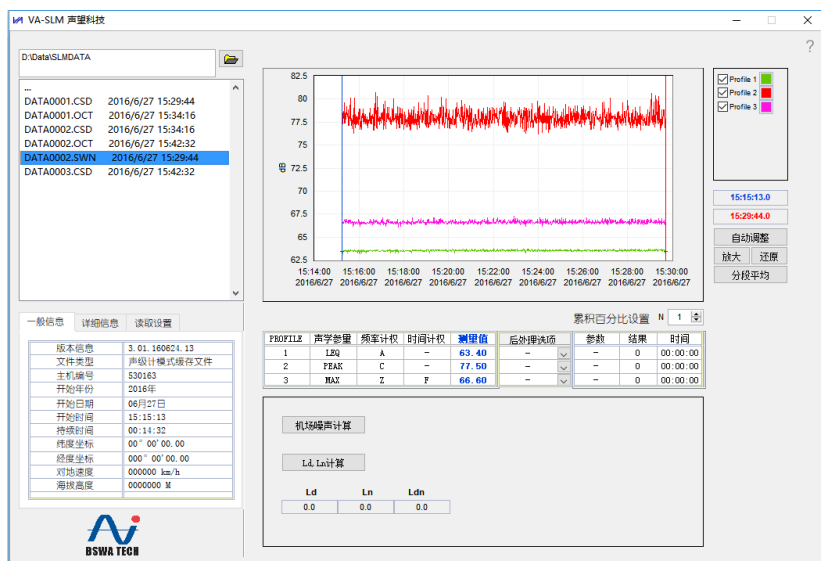 VA-SLM 声望科技
?
D:\Data\SLMDATA
...
DATA0001.CSD 2016/6/27 15:29:44
DATA0001.OCT 2016/6/27 15:34:16
DATA0002.CSD 2016/6/27 15:34:16
DATA0002.OCT 2016/6/27 15:42:32
DATA0002.SWN 2016/6/27 15:29:44
DATA0003.CSD 2016/6/27 15:42:32
一般信息 详细信息 读取设置
版本信息 3.01.160624.13
文件类型 声级计模式缓存文件
主机编号 530163
开始年份 2016年
开始日期 06月27日
开始时间 15:15:13
持续时间 00:14:32
纬度坐标 00°00'00.00
经度坐标 000°00'00.00
对地速度 000000 km/h
海拔高度 0000000 M
BSWA TECH
82.5
80
77.5
75
72.5
70
67.5
65
62.5
dB
15:14:00 15:16:00 15:18:00 15:20:00 15:22:00 15:24:00 15:26:00 15:28:00 15:30:00
2016/6/27 2016/6/27 2016/6/27 2016/6/27 2016/6/27 2016/6/27 2016/6/27 2016/6/27 2016/6/27
Profile 1
Profile 2
Profile 3
15:15:13.0
15:29:44.0
自动调整
放大 还原
分段平均
累积百分比设置 N 1
PROFILE 声学参量 频率计权 时间计权 测量值 后处理选项 参数 结果 时间
1 LEQ A - 63.40 - - 0 00:00:00
2 PEAK C - 77.50 - - 0 00:00:00
3 MAX Z F 66.60 - - 0 00:00:00
机场噪声计算
Ld,Ln计算
Ld Ln Ldn
0.0 0.0 0.0